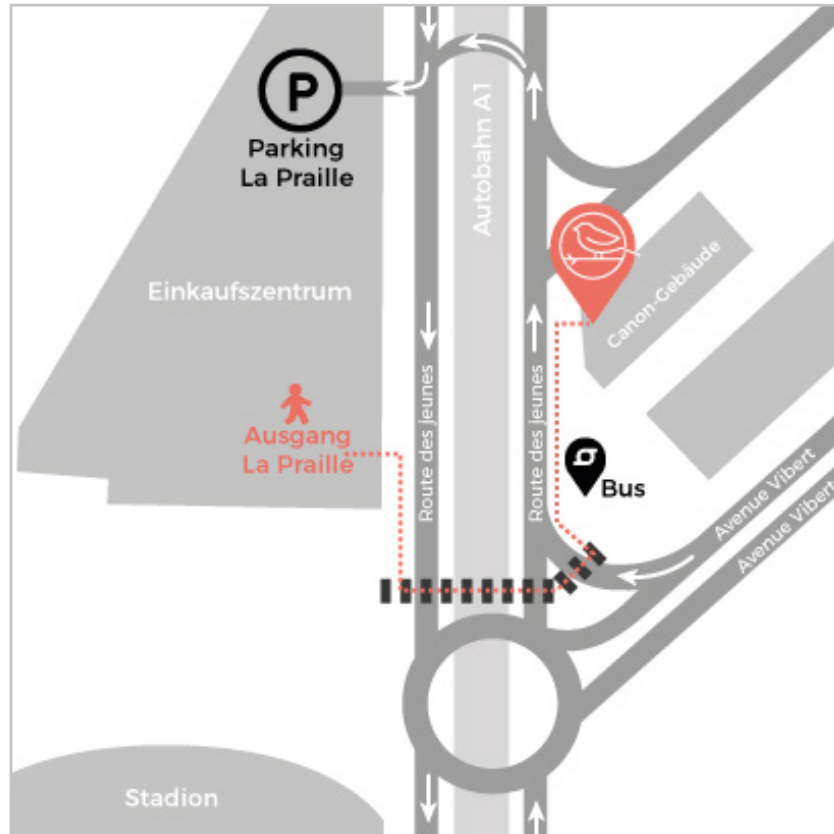 P
Parking
La Praille
Autobahn A1
Einkaufszentrum
Canon-Gebäude
Ausgang
La Praille
Route des jeunes
Route des jeunes
Bus
Avenue Vibert
Avenue Vibert
Stadion